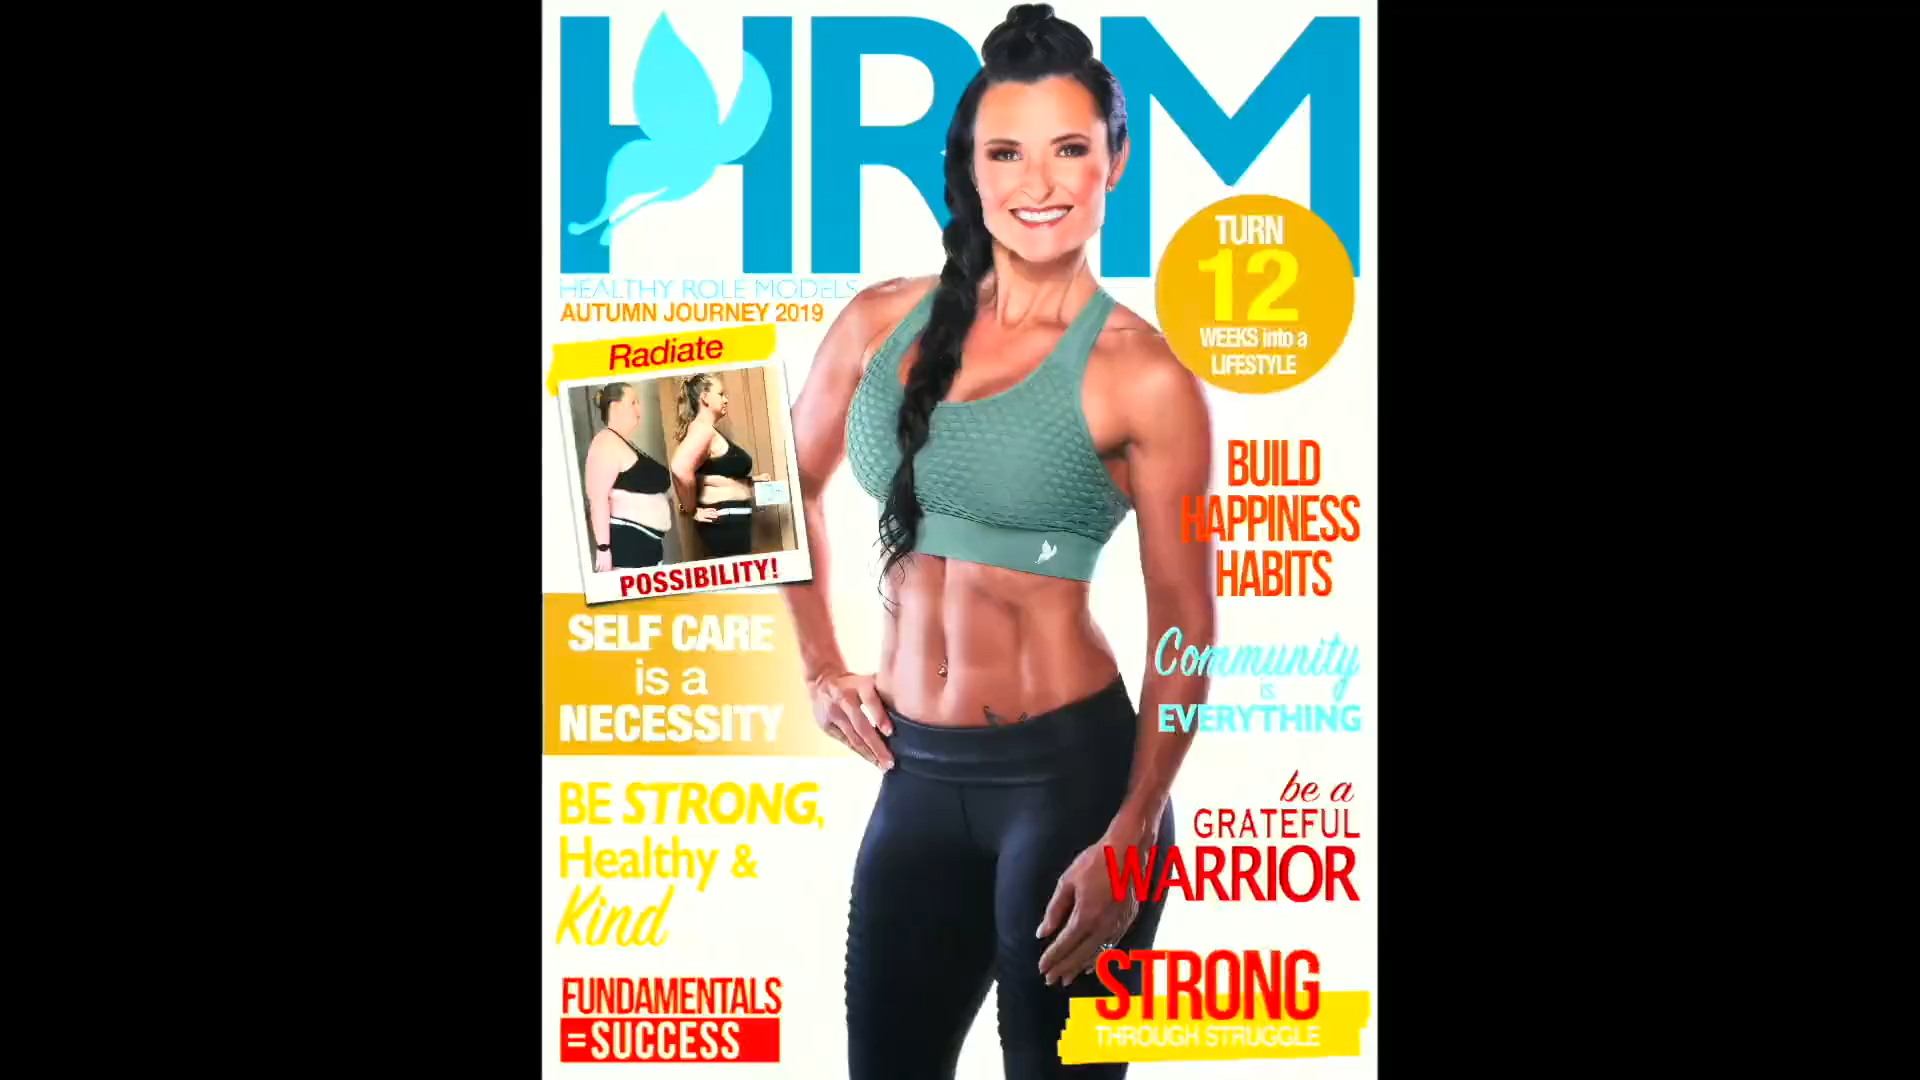 HRM
HEALTHY ROLE MODELS
AUTUMN JOURNEY 2019
Radiate
POSSIBILITY!
SELF CARE
is a
NECESSITY
BE STRONG,
Healthy &
Kind
FUNDAMENTALS
=SUCCESS
TURN
12
WEEKS into a
LIFESTYLE
BUILD
HAPPINESS
HABITS
Community
is
EVERYTHING
be a
GRATEFUL
WARRIOR
STRONG
THROUGH STRUGGLE